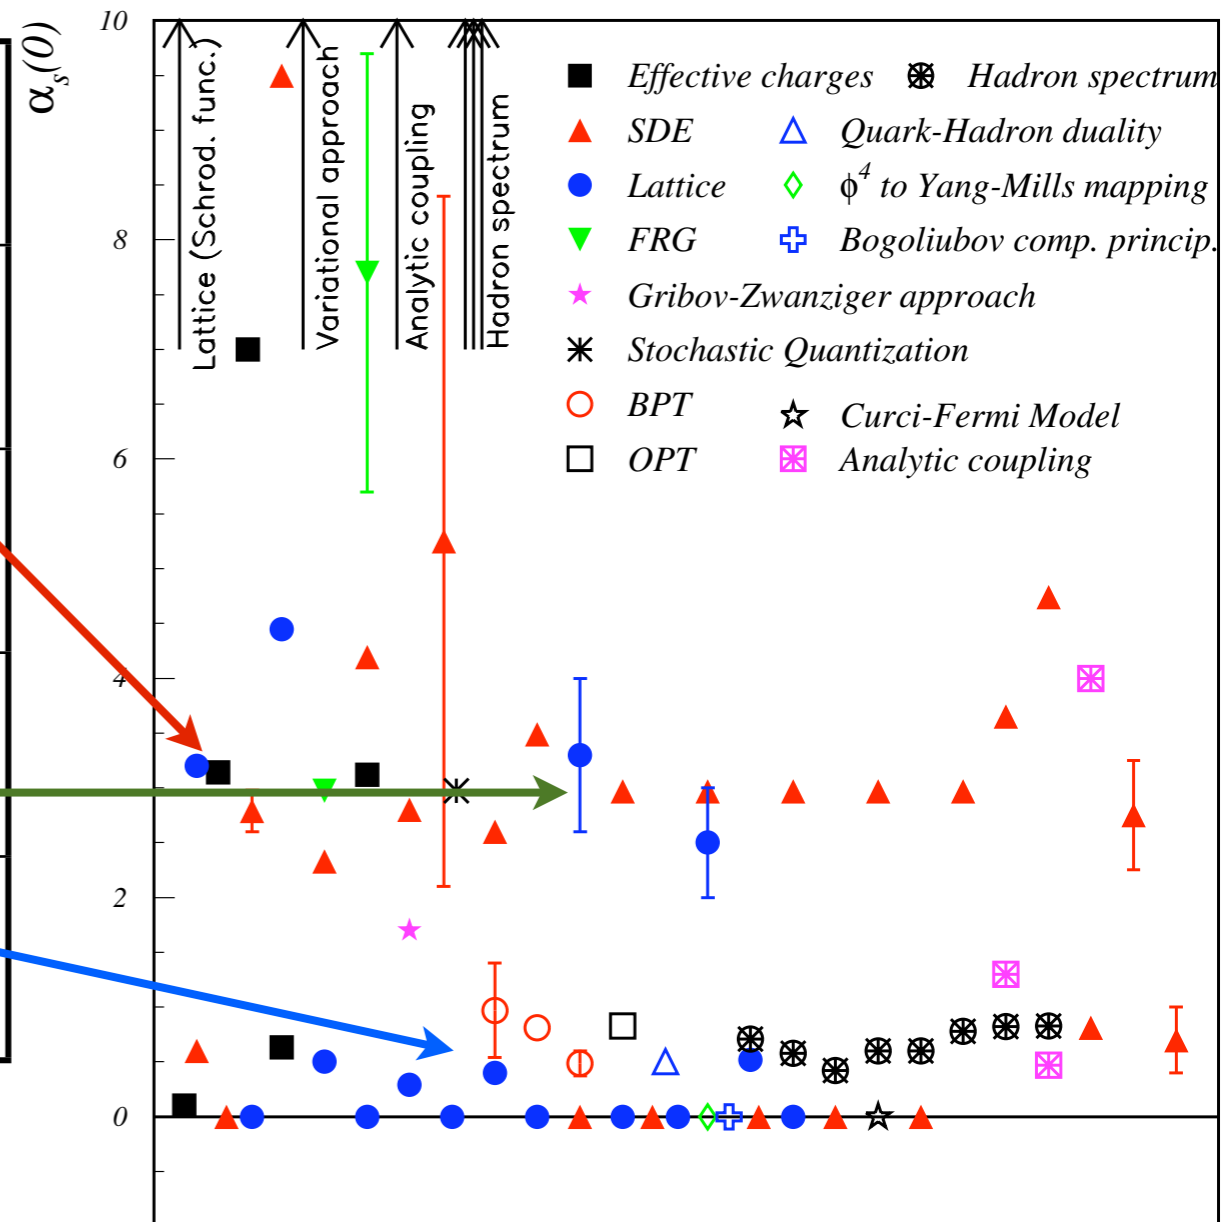 α_s(0)
10
8
6
4
2
0
Lattice (Schrod. func.)
Variational approach
Analytic coupling
Hadron spectrum
Effective charges
Hadron spectrum
SDE
Quark-Hadron duality
Lattice
ϕ^4 to Yang-Mills mapping
FRG
Bogoliubov comp. princip.
Gribov-Zwanziger approach
Stochastic Quantization
BPT
Curci-Fermi Model
OPT
Analytic coupling